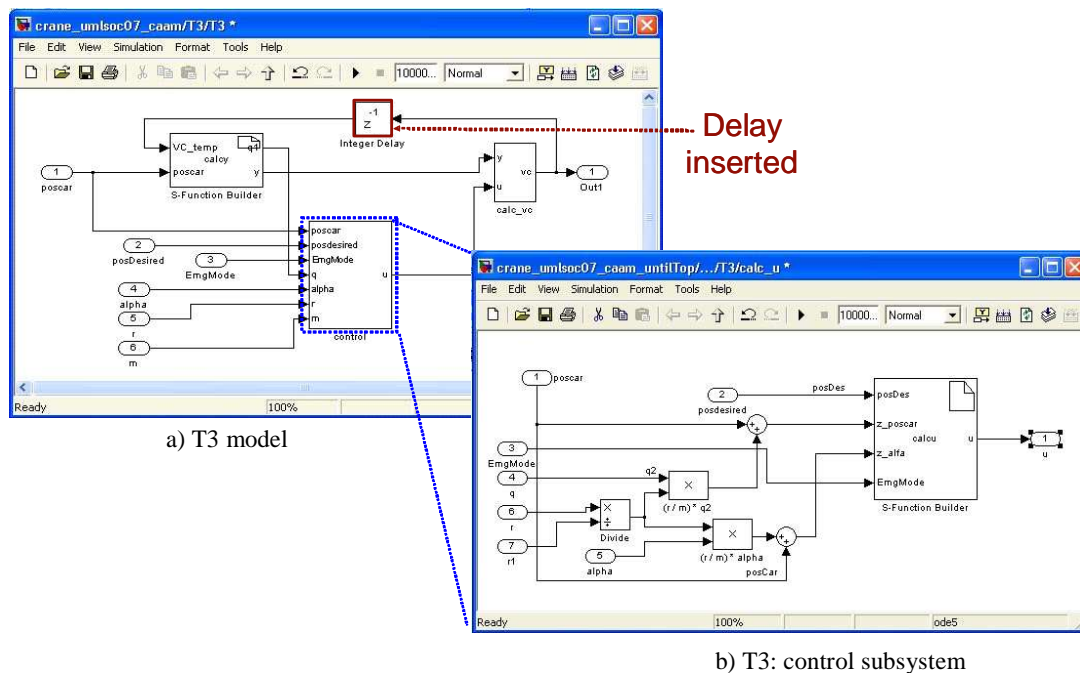 crane_umlsoc07_caam/T3/T3 *
File Edit View Simulation Format Tools Help
10000... Normal
-1
Z
Integer Delay
Delay
inserted
VC_temp q1
calcy
poscar y
S-Function Builder
1
poscar
y
vc
u
calc_vc
1
Out1
2
posDesired
3
EmgMode
4
alpha
5
r
6
m
poscar
posdesired
EmgMode
q u
alpha
r
m
control
Ready 100%
a) T3 model
crane_umlsoc07_caam_untilTop/.../T3/calc_u *
File Edit View Simulation Format Tools Help
10000... Normal
1
poscar
2
posdesired
posDes
3
EmgMode
4
q
6
r
7
r1
×
÷
Divide
q2
×
(r / m)* q2
5
alpha
×
(r / m)* alpha
posCar
++
++
posDes
z_poscar
calcu u
z_alfa
EmgMode
S-Function Builder
1
u
Ready 100% ode5
b) T3: control subsystem